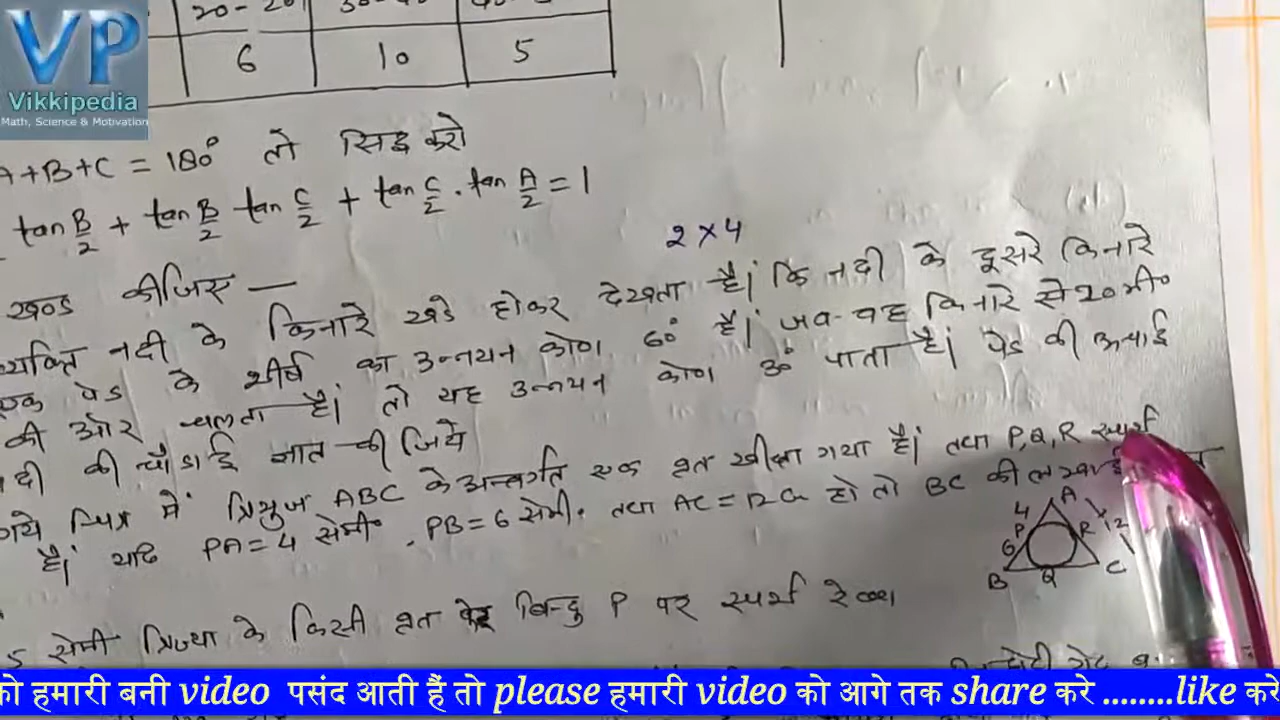 VP
Vikkipedia
Math, Science & Motivation
6 10 5
A+B+C = 180° तो सिद्ध करो
tan B/2 + tan B/2 tan C/2 + tan C/2 . tan A/2 = 1
2 x 4
खण्ड कीजिए —
व्यक्ति नदी के किनारे खडे होकर देखता है। कि नदी के दूसरे किनारे
एक पेड के शीर्ष का उन्नयन कोण 60° है। जब वह किनारे से 20 मी०
की ओर चलता है। तो यह उन्नयन कोण 30° पाता है। पेड की ऊचाई
दी की चौडाई ज्ञात कीजिये
गये चित्र में त्रिभुज ABC के अन्तर्गत एक वृत खीचा गया है। तथा P,Q,R स्पर्श
है। यदि PA = 4 सेमी० . PB = 6 सेमी. तथा AC = 12 हो तो BC की
A
4
P R 12
6
B Q C
5 सेमी त्रिज्या के किसी वृत बिन्दु P पर स्पर्श रेखा
को हमारी बनी video पसंद आती हैं तो please हमारी video को आगे तक share करे ........like करे